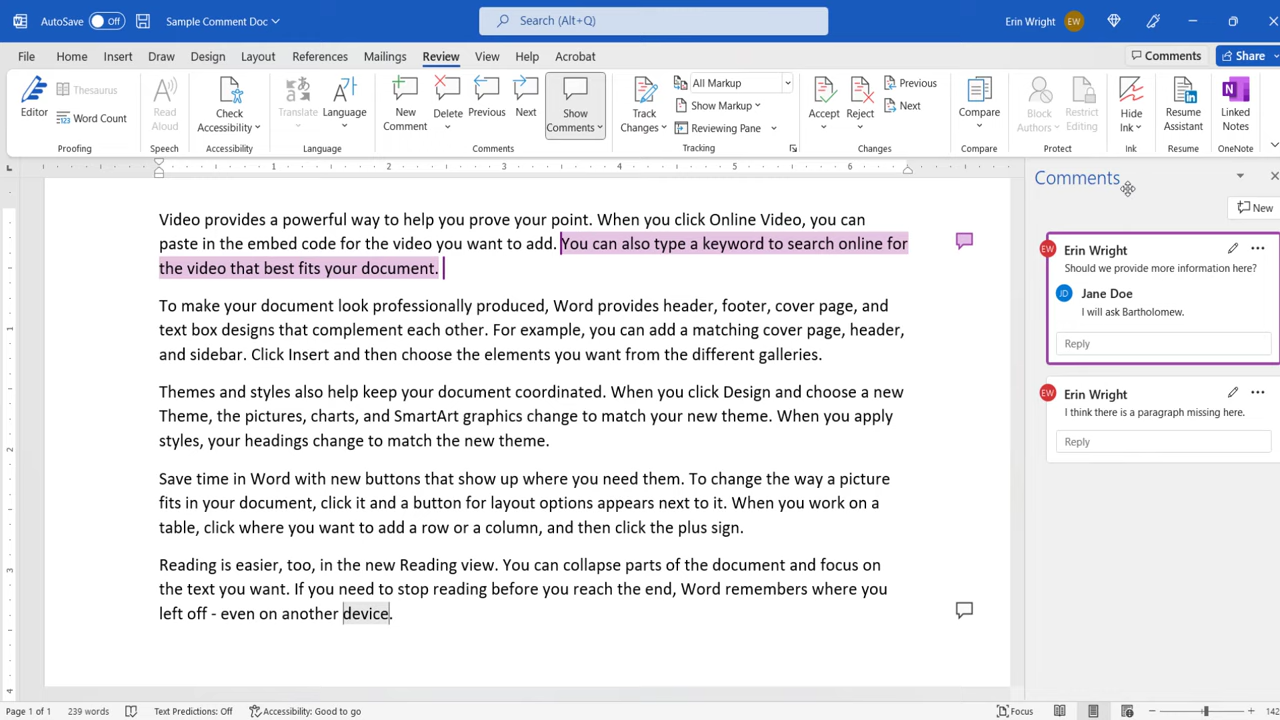 AutoSave Off Sample Comment Doc Search (Alt+Q) Erin Wright EW
File Home Insert Draw Design Layout References Mailings Review View Help Acrobat Comments Share
Editor
Thesaurus
Word Count
Proofing
Read
Aloud
Speech
Check
Accessibility
Accessibility
Translate
Language
Language
New
Comment
Delete
Previous
Next
Show
Comments
Comments
Track
Changes
All Markup
Show Markup
Reviewing Pane
Tracking
Accept
Reject
Previous
Next
Changes
Compare
Compare
Block
Authors
Restrict
Editing
Protect
Hide
Ink
Ink
Resume
Assistant
Resume
Linked
Notes
OneNote
1 2 3 4 5 6
Video provides a powerful way to help you prove your point. When you click Online Video, you can
paste in the embed code for the video you want to add. You can also type a keyword to search online for
the video that best fits your document.
To make your document look professionally produced, Word provides header, footer, cover page, and
text box designs that complement each other. For example, you can add a matching cover page, header,
and sidebar. Click Insert and then choose the elements you want from the different galleries.
Themes and styles also help keep your document coordinated. When you click Design and choose a new
Theme, the pictures, charts, and SmartArt graphics change to match your new theme. When you apply
styles, your headings change to match the new theme.
Save time in Word with new buttons that show up where you need them. To change the way a picture
fits in your document, click it and a button for layout options appears next to it. When you work on a
table, click where you want to add a row or a column, and then click the plus sign.
Reading is easier, too, in the new Reading view. You can collapse parts of the document and focus on
the text you want. If you need to stop reading before you reach the end, Word remembers where you
left off - even on another device.
1
2
3
4
Comments
New
EW Erin Wright
Should we provide more information here?
JD Jane Doe
I will ask Bartholomew.
Reply
EW Erin Wright
I think there is a paragraph missing here.
Reply
Page 1 of 1 239 words Text Predictions: Off Accessibility: Good to go Focus 142